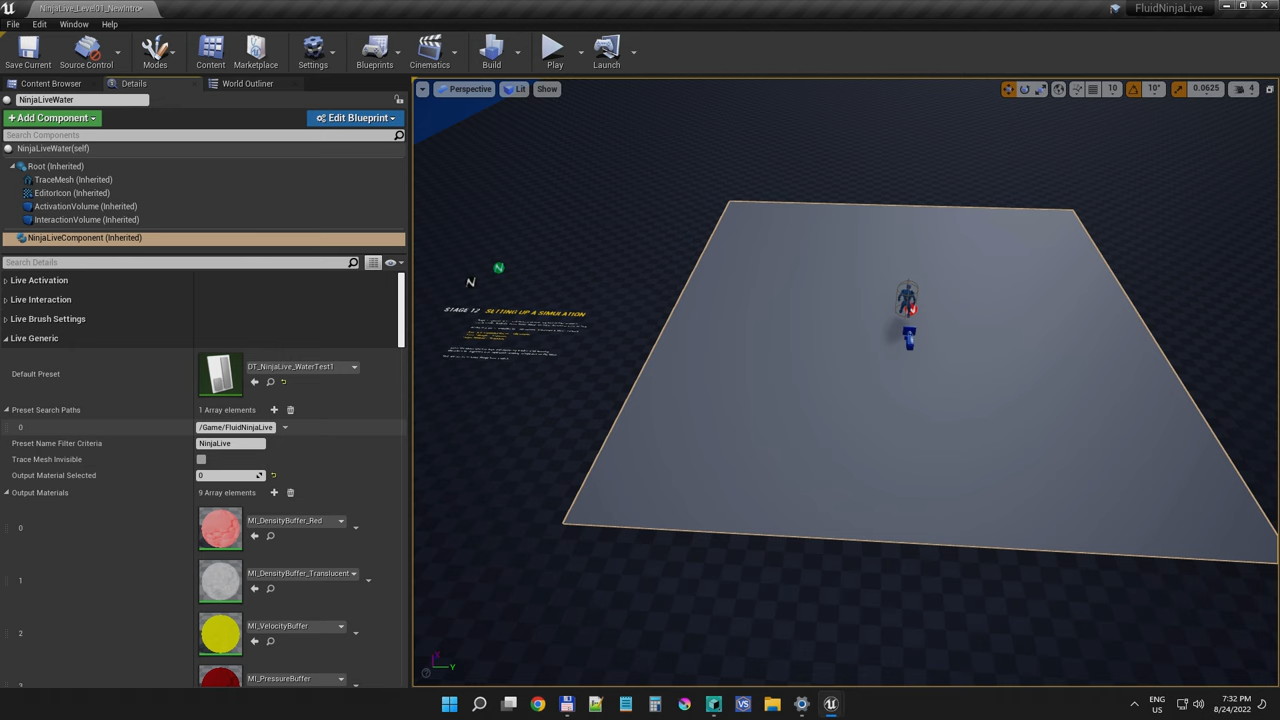 NinjaLive_Level01_NewIntro•
FluidNinjaLive
File Edit Window Help
Save Current Source Control Modes Content Marketplace Settings Blueprints Cinematics Build Play Launch
Content Browser Details World Outliner
NinjaLiveWater
+Add Component Edit Blueprint
Search Components
NinjaLiveWater(self)
Root (Inherited)
TraceMesh (Inherited)
EditorIcon (Inherited)
ActivationVolume (Inherited)
InteractionVolume (Inherited)
NinjaLiveComponent (Inherited)
Search Details
Live Activation
Live Interaction
Live Brush Settings
Live Generic
Default Preset DT_NinjaLive_WaterTest1
Preset Search Paths 1 Array elements
0 /Game/FluidNinjaLive
Preset Name Filter Criteria NinjaLive
Trace Mesh Invisible
Output Material Selected 0
Output Materials 9 Array elements
0 MI_DensityBuffer_Red
1 MI_DensityBuffer_Translucent
2 MI_VelocityBuffer
3 MI_PressureBuffer
Perspective Lit Show 10 10° 0.0625 4
N
N
STAGE 12 SETTING UP A SIMULATION
X
Y
ENG
US
7:32 PM
8/24/2022